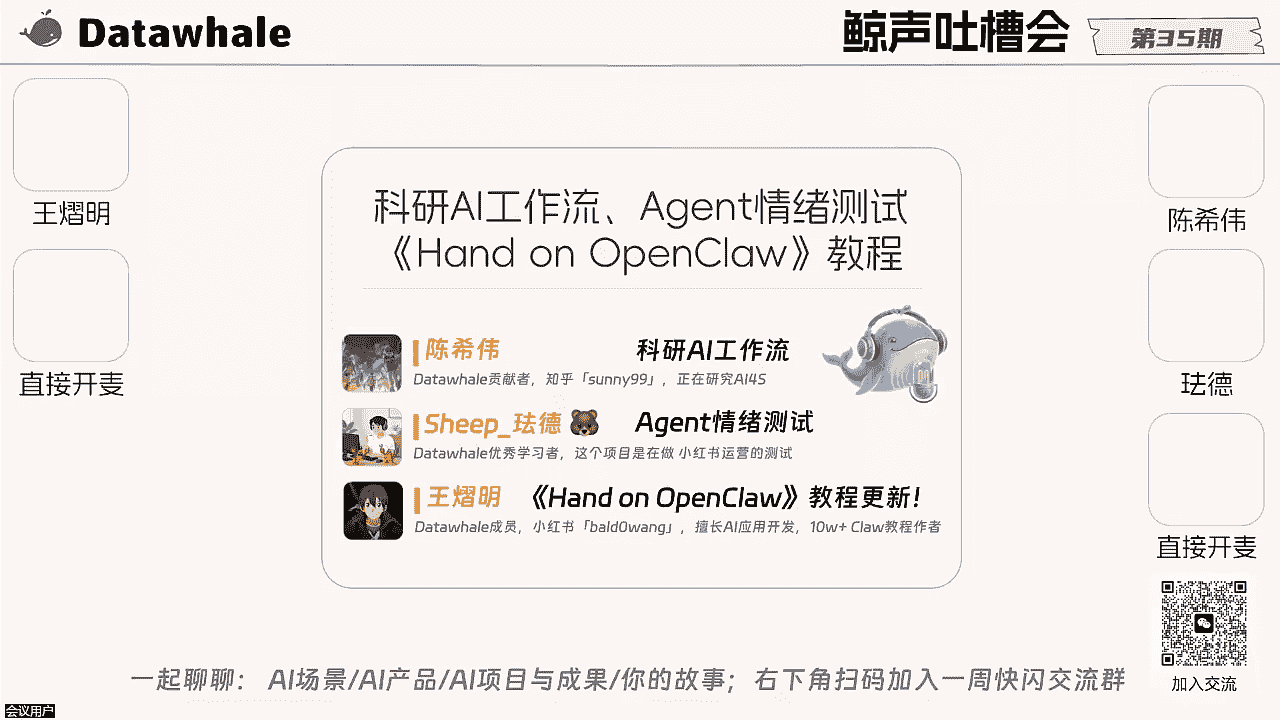 Datawhale
鲸声吐槽会
第35期
王熠明
直接开麦
科研AI工作流、Agent情绪测试
《Hand on OpenClaw》教程
陈希伟 科研AI工作流
Datawhale贡献者，知乎「sunny99」，正在研究AI4S
Sheep_珐德 Agent情绪测试
Datawhale优秀学习者，这个项目是在做 小红书运营的测试
王熠明 《Hand on OpenClaw》教程更新！
Datawhale成员，小红书「bald0wang」，擅长AI应用开发，10w+ Claw教程作者
陈希伟
珐德
直接开麦
加入交流
一起聊聊： AI场景/AI产品/AI项目与成果/你的故事；右下角扫码加入一周快闪交流群
会议用户